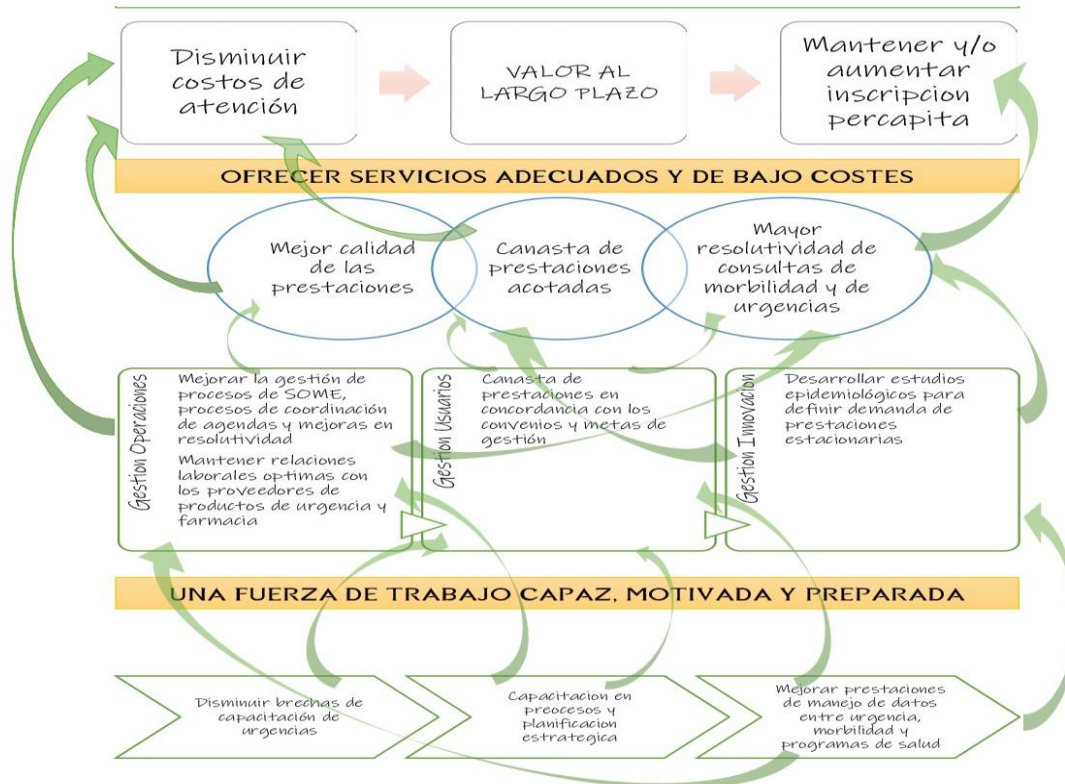 Disminuir
costos de
atención
VALOR AL
LARGO PLAZO
Mantener y/o
aumentar
inscripcion
percapita
OFRECER SERVICIOS ADECUADOS Y DE BAJO COSTES
Mejor calidad
de las
prestaciones
Canasta de
prestaciones
acotadas
Mayor
resolutividad de
consultas de
morbilidad y de
urgencias
Gestion Operaciones
Mejorar la gestión de
procesos de SOME,
procesos de coordinación
de agendas y mejoras en
resolutividad
Mantener relaciones
laborales optimas con
los proveedores de
productos de urgencia y
farmacia
Gestion Usuarios
Canasta de
prestaciones en
concordancia con los
convenios y metas de
gestión
Gestion Innovacion
Desarrollar estudios
epidemiológicos para
definir demanda de
prestaciones
estacionarias
UNA FUERZA DE TRABAJO CAPAZ, MOTIVADA Y PREPARADA
Disminuir brechas de
capacitación de
urgencias
Capacitacion en
preocesos y
planificacion
estrategica
Mejorar prestaciones
de manejo de datos
entre urgencia,
morbilidad y
programas de salud